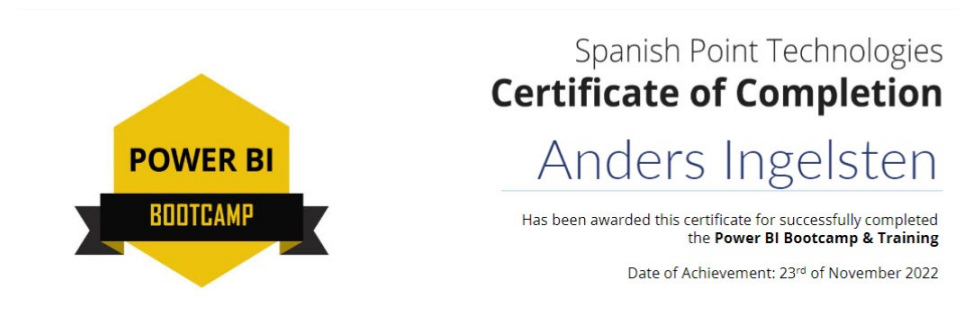 POWER BI
BOOTCAMP
Spanish Point Technologies
Certificate of Completion
Anders Ingelsten
Has been awarded this certificate for successfully completed
the Power BI Bootcamp & Training
Date of Achievement: 23rd of November 2022